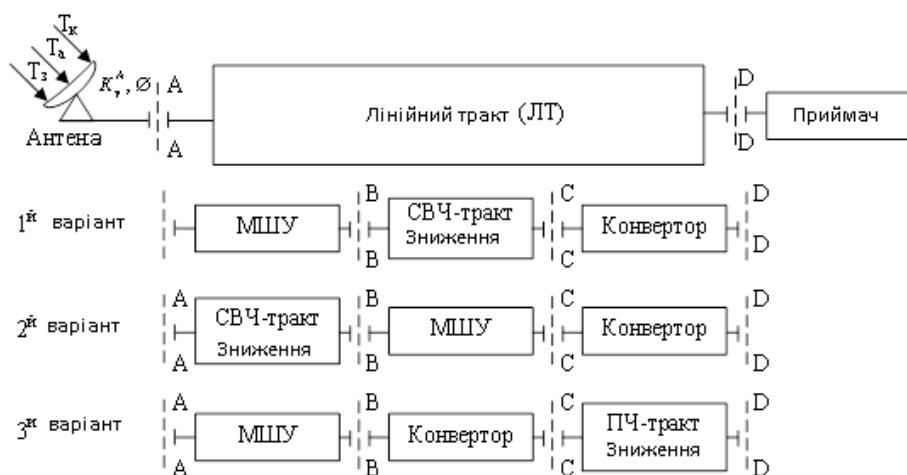 Tк
Tа
Tз
K_τ^A, Ø
Антена
A
A
Лінійний тракт (ЛТ)
D
D
Приймач
1й варіант
МШУ
B
B
СВЧ-тракт
Зниження
C
C
Конвертор
D
D
2й варіант
A
A
СВЧ-тракт
Зниження
B
B
МШУ
C
C
Конвертор
D
D
3й варіант
A
A
МШУ
B
B
Конвертор
C
C
ПЧ-тракт
Зниження
D
D